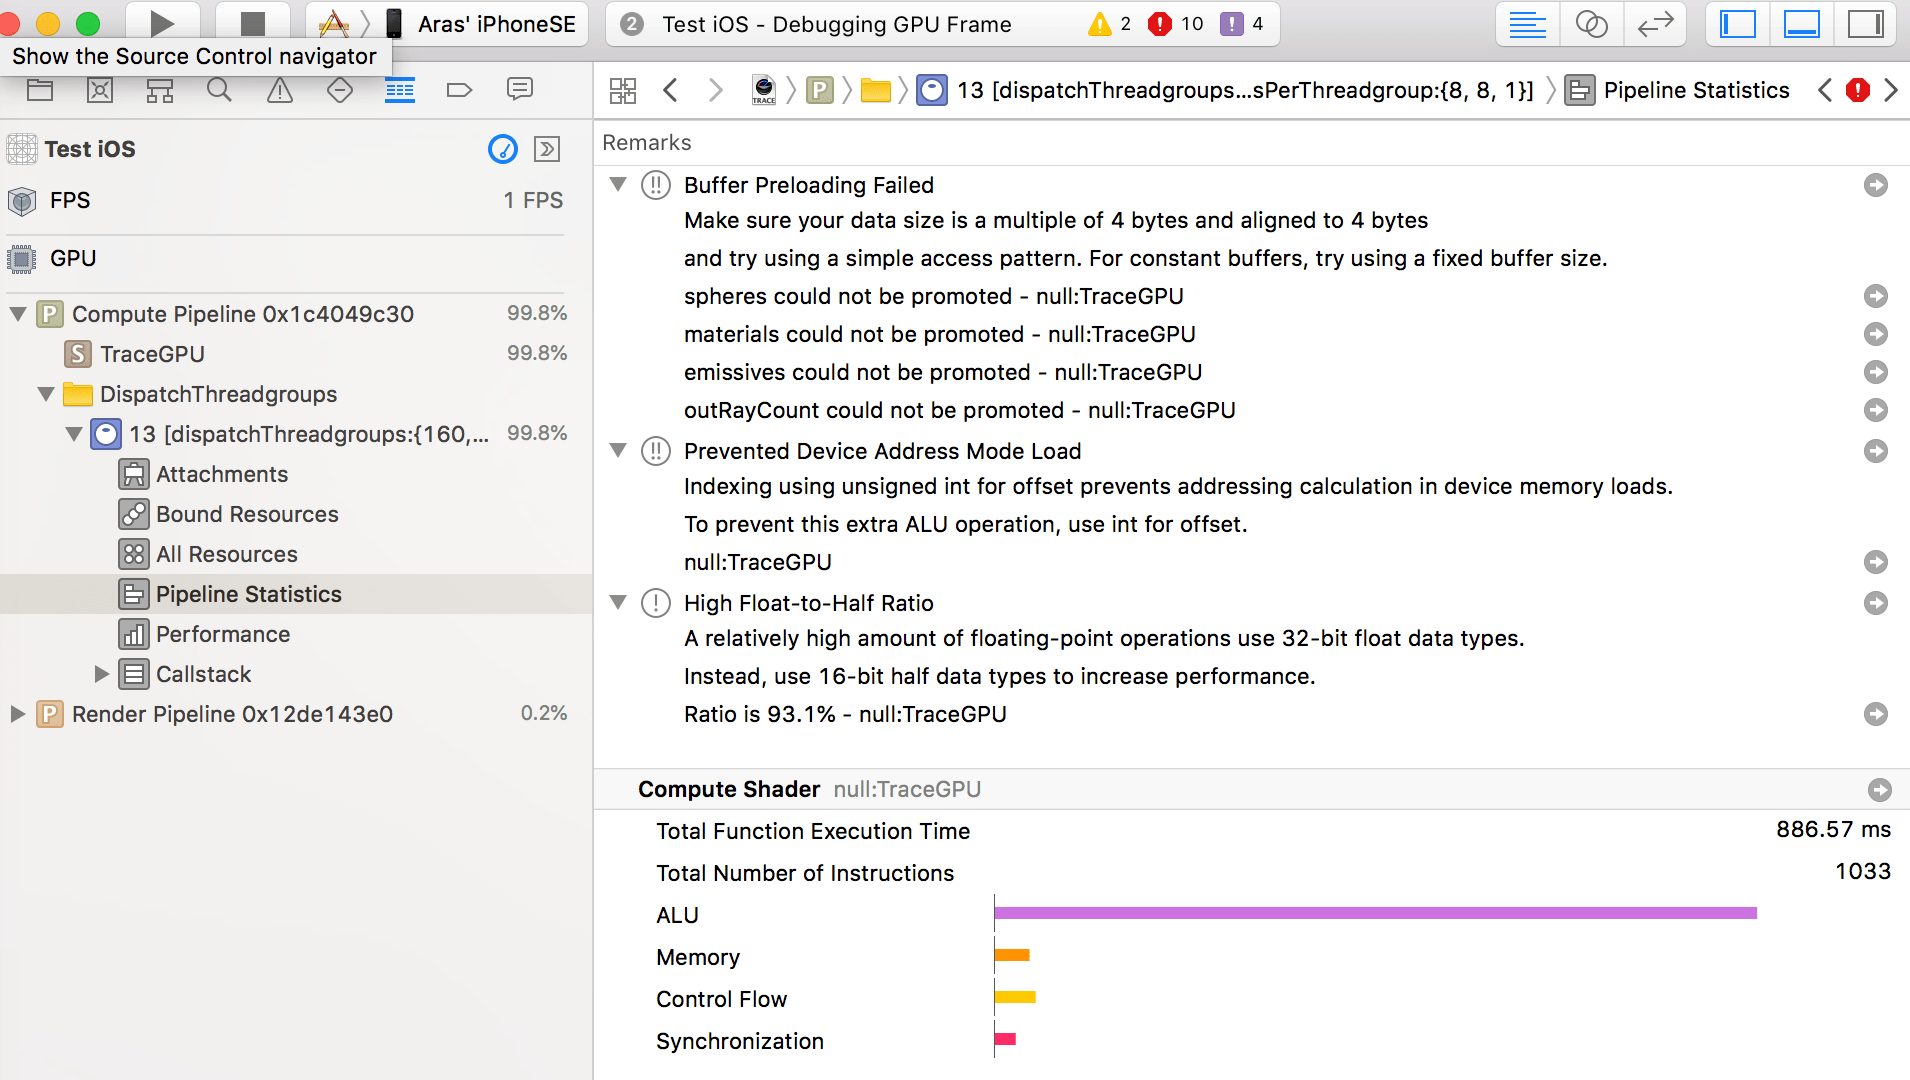 Aras' iPhoneSE
2 Test iOS - Debugging GPU Frame 2 10 4
Show the Source Control navigator
TRACE P 13 [dispatchThreadgroups...sPerThreadgroup:{8, 8, 1}] Pipeline Statistics
Test iOS
FPS 1 FPS
GPU
P Compute Pipeline 0x1c4049c30 99.8%
S TraceGPU 99.8%
DispatchThreadgroups
13 [dispatchThreadgroups:{160,... 99.8%
Attachments
Bound Resources
All Resources
Pipeline Statistics
Performance
Callstack
P Render Pipeline 0x12de143e0 0.2%
Remarks
Buffer Preloading Failed
Make sure your data size is a multiple of 4 bytes and aligned to 4 bytes
and try using a simple access pattern. For constant buffers, try using a fixed buffer size.
spheres could not be promoted - null:TraceGPU
materials could not be promoted - null:TraceGPU
emissives could not be promoted - null:TraceGPU
outRayCount could not be promoted - null:TraceGPU
Prevented Device Address Mode Load
Indexing using unsigned int for offset prevents addressing calculation in device memory loads.
To prevent this extra ALU operation, use int for offset.
null:TraceGPU
High Float-to-Half Ratio
A relatively high amount of floating-point operations use 32-bit float data types.
Instead, use 16-bit half data types to increase performance.
Ratio is 93.1% - null:TraceGPU
Compute Shader null:TraceGPU
Total Function Execution Time 886.57 ms
Total Number of Instructions 1033
ALU
Memory
Control Flow
Synchronization